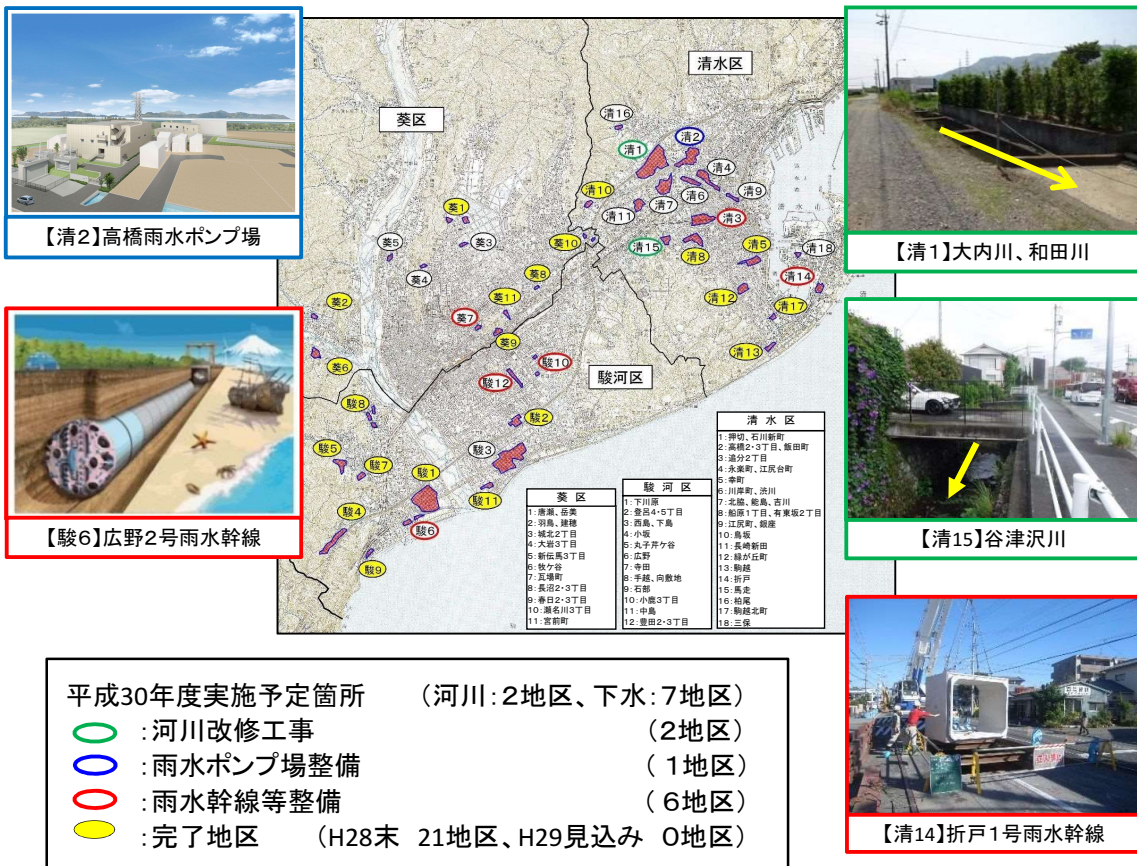 【清2】高橋雨水ポンプ場
【駿6】広野2号雨水幹線
清水区
葵区
駿河区
清16
清1
清2
清4
清10
清6
清9
清7
清11
清3
清15
清8
清5
清18
清14
清12
清17
清13
葵1
葵5
葵3
葵10
葵4
葵8
葵2
葵11
葵7
葵9
葵6
駿10
駿12
駿8
駿2
駿5
駿3
駿7
駿1
駿11
駿4
駿6
駿9
清水市
葵区
1:唐瀬、岳美
2:羽鳥、建穂
3:城北2丁目
4:大岩3丁目
5:新伝馬3丁目
6:牧ケ谷
7:瓦場町
8:長沼2・3丁目
9:春日2・3丁目
10:瀬名川3丁目
11:宮前町
駿河区
1:下川原
2:登呂4・5丁目
3:西島、下島
4:小坂
5:丸子芹ケ谷
6:広野
7:寺田
8:手越、向敷地
9:石部
10:小鹿3丁目
11:中島
12:豊田2・3丁目
清水区
1:押切、石川新町
2:高橋2・3丁目、飯田町
3:追分2丁目
4:永楽町、江尻台町
5:幸町
6:川岸町、渋川
7:北脇、能島、吉川
8:船原1丁目、有東坂2丁目
9:江尻町、銀座
10:鳥坂
11:長崎新田
12:緑が丘町
13:駒越
14:折戸
15:馬走
16:柏尾
17:駒越北町
18:三保
【清1】大内川、和田川
【清15】谷津沢川
【清14】折戸1号雨水幹線
平成30年度実施予定箇所 (河川:2地区、下水:7地区)
:河川改修工事 (2地区)
:雨水ポンプ場整備 (1地区)
:雨水幹線等整備 (6地区)
:完了地区 (H28末 21地区、H29見込み 0地区)